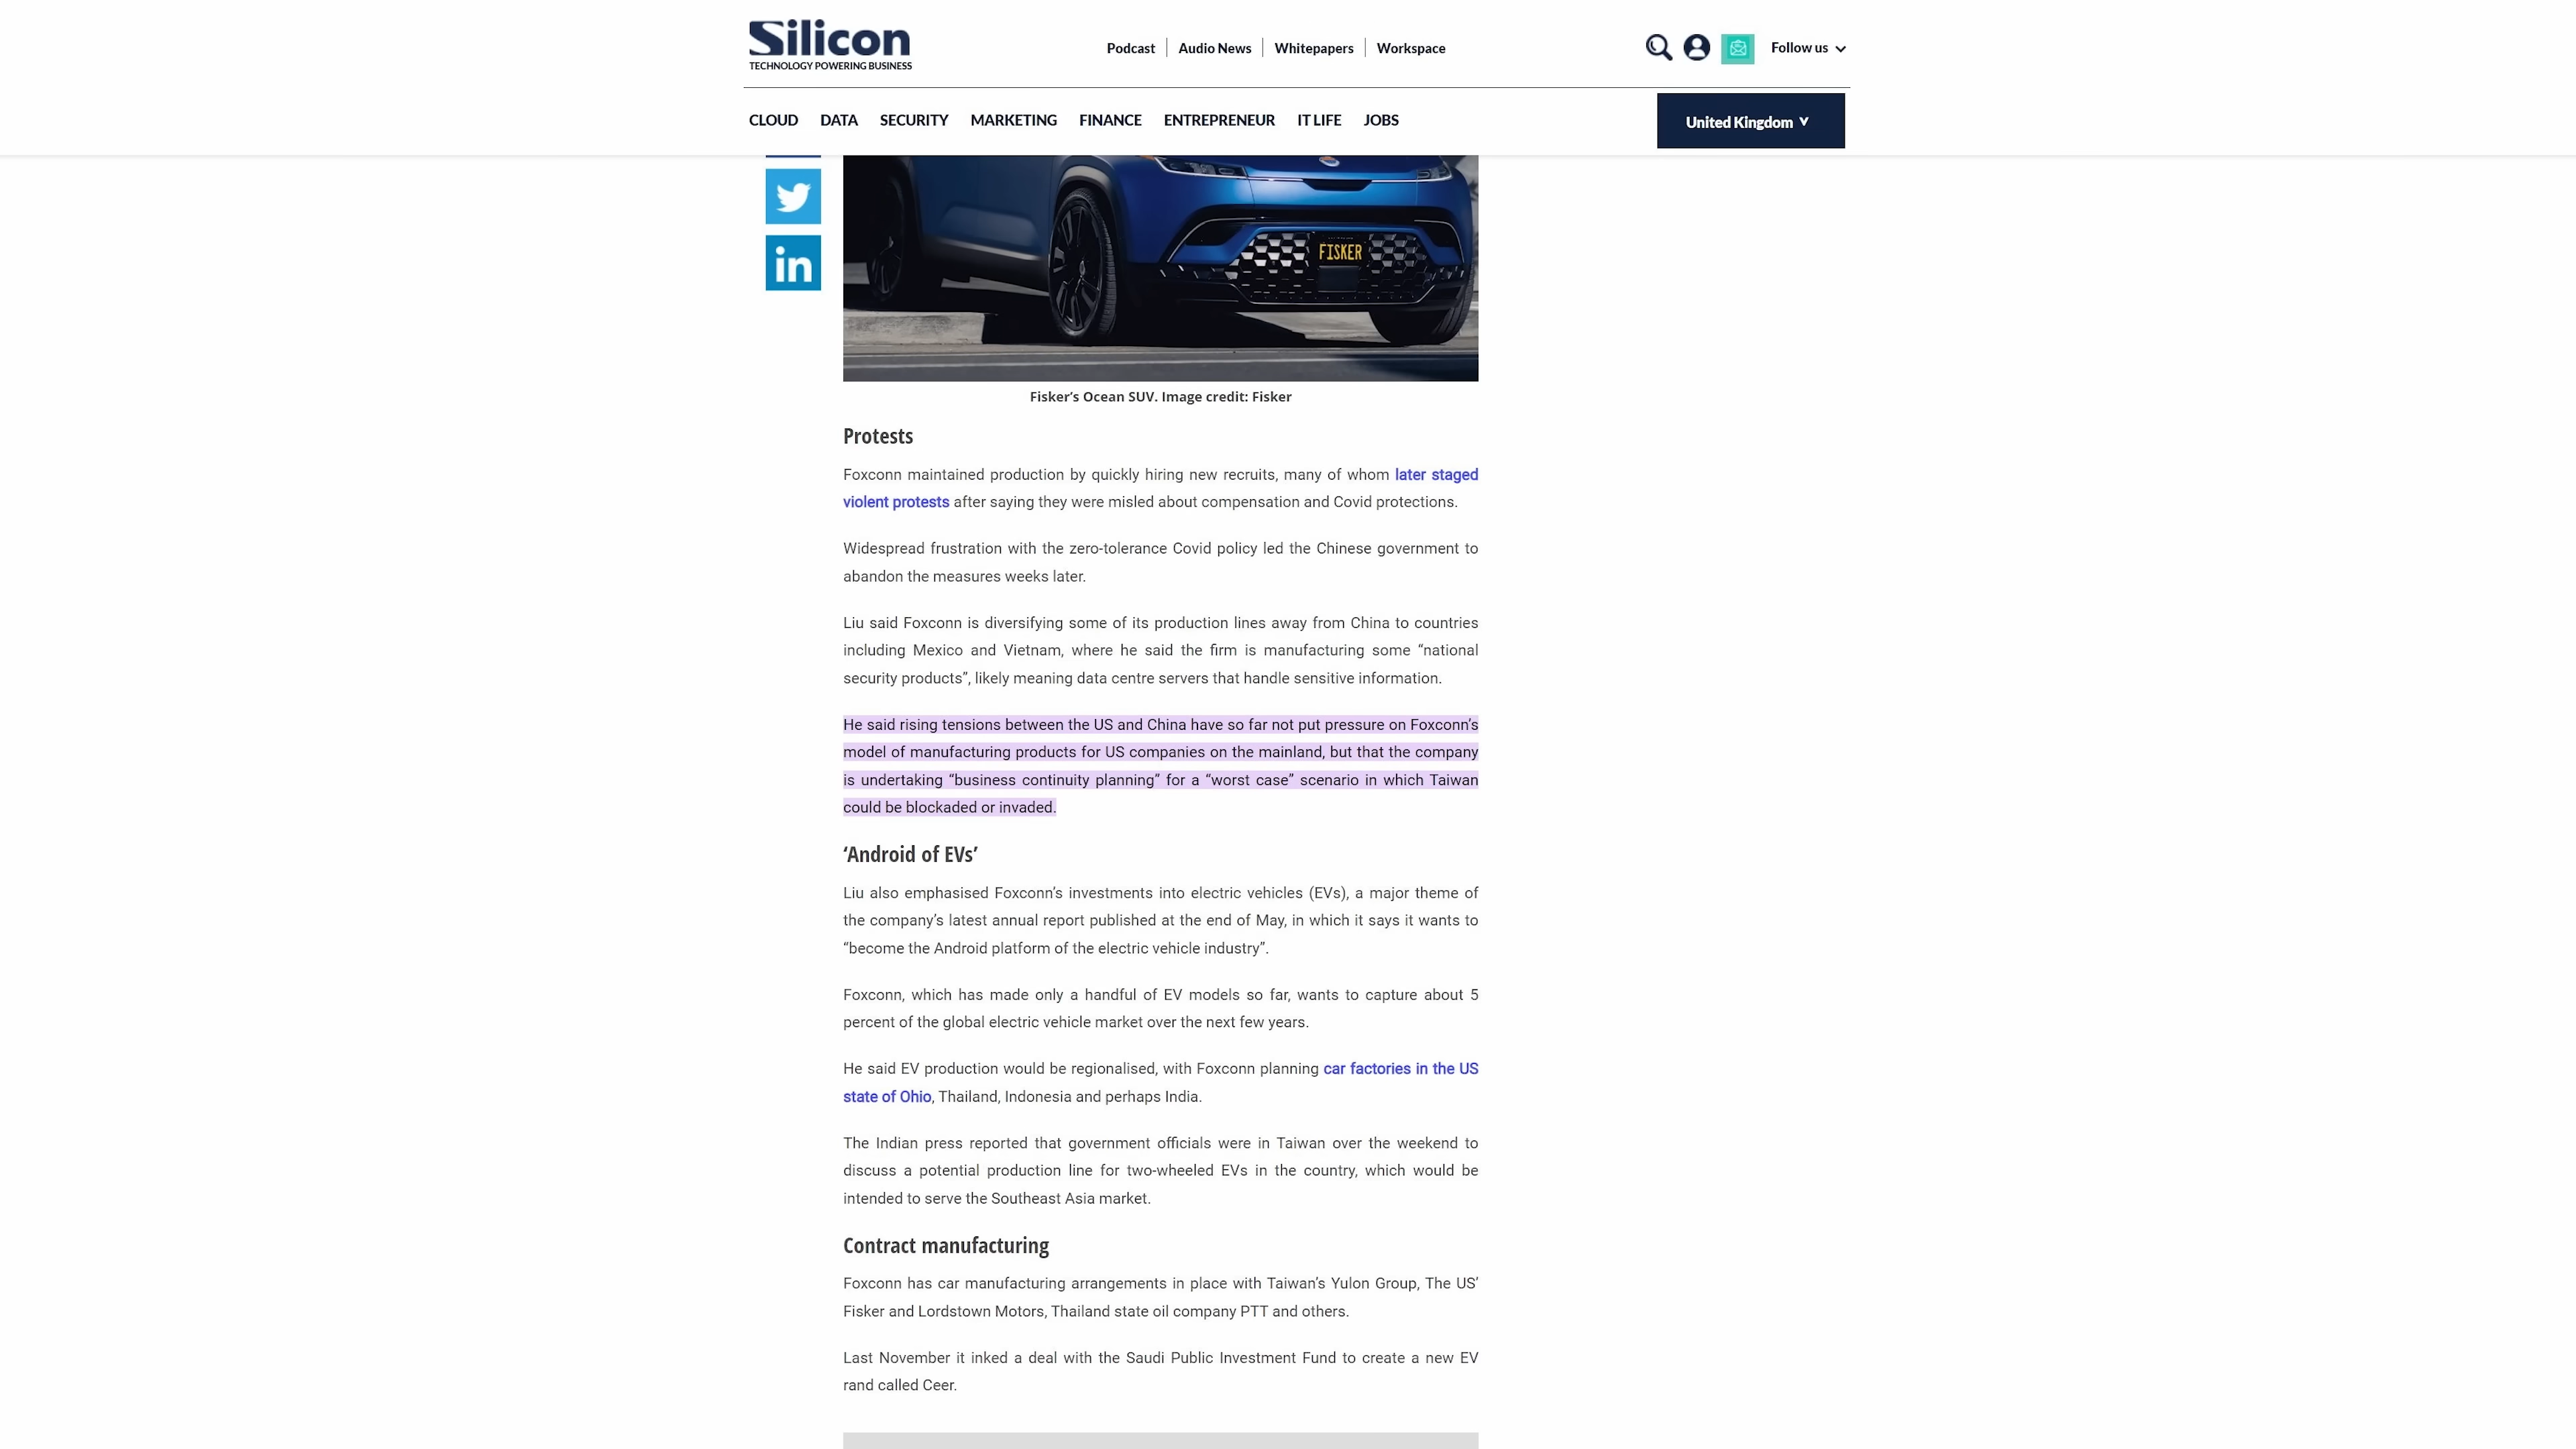 Silicon
TECHNOLOGY POWERING BUSINESS
Podcast
Audio News
Whitepapers
Workspace
Follow us
CLOUD
DATA
SECURITY
MARKETING
FINANCE
ENTREPRENEUR
IT LIFE
JOBS
United Kingdom
in
FISKER
Fisker’s Ocean SUV. Image credit: Fisker
Protests
Foxconn maintained production by quickly hiring new recruits, many of whom later staged
violent protests after saying they were misled about compensation and Covid protections.
Widespread frustration with the zero-tolerance Covid policy led the Chinese government to
abandon the measures weeks later.
Liu said Foxconn is diversifying some of its production lines away from China to countries
including Mexico and Vietnam, where he said the firm is manufacturing some “national
security products”, likely meaning data centre servers that handle sensitive information.
He said rising tensions between the US and China have so far not put pressure on Foxconn’s
model of manufacturing products for US companies on the mainland, but that the company
is undertaking “business continuity planning” for a “worst case” scenario in which Taiwan
could be blockaded or invaded.
‘Android of EVs’
Liu also emphasised Foxconn’s investments into electric vehicles (EVs), a major theme of
the company’s latest annual report published at the end of May, in which it says it wants to
“become the Android platform of the electric vehicle industry”.
Foxconn, which has made only a handful of EV models so far, wants to capture about 5
percent of the global electric vehicle market over the next few years.
He said EV production would be regionalised, with Foxconn planning car factories in the US
state of Ohio, Thailand, Indonesia and perhaps India.
The Indian press reported that government officials were in Taiwan over the weekend to
discuss a potential production line for two-wheeled EVs in the country, which would be
intended to serve the Southeast Asia market.
Contract manufacturing
Foxconn has car manufacturing arrangements in place with Taiwan’s Yulon Group, The US’
Fisker and Lordstown Motors, Thailand state oil company PTT and others.
Last November it inked a deal with the Saudi Public Investment Fund to create a new EV
rand called Ceer.